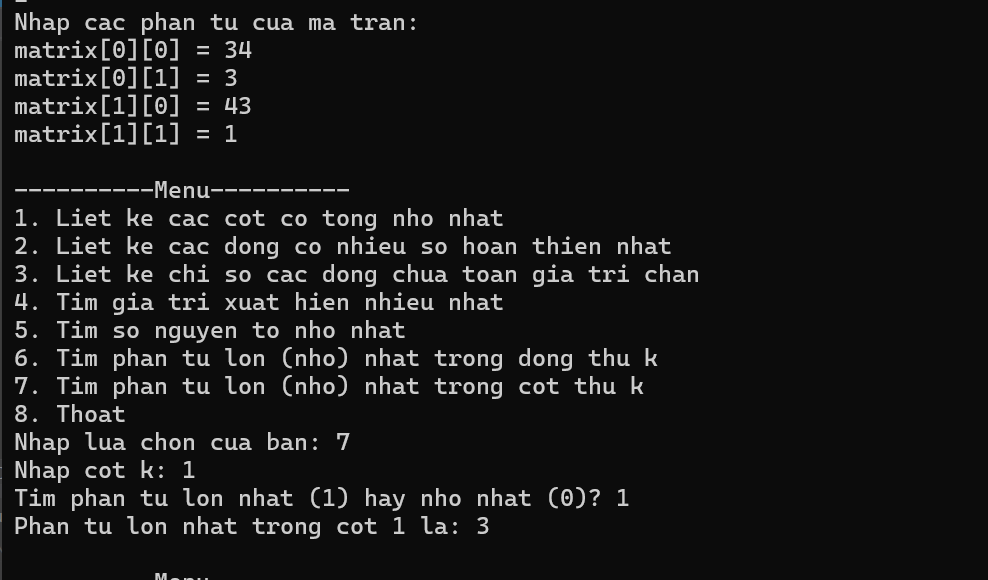 Nhap cac phan tu cua ma tran:
matrix[0][0] = 34
matrix[0][1] = 3
matrix[1][0] = 43
matrix[1][1] = 1
----------Menu----------
1. Liet ke cac cot co tong nho nhat
2. Liet ke cac dong co nhieu so hoan thien nhat
3. Liet ke chi so cac dong chua toan gia tri chan
4. Tim gia tri xuat hien nhieu nhat
5. Tim so nguyen to nho nhat
6. Tim phan tu lon (nho) nhat trong dong thu k
7. Tim phan tu lon (nho) nhat trong cot thu k
8. Thoat
Nhap lua chon cua ban: 7
Nhap cot k: 1
Tim phan tu lon nhat (1) hay nho nhat (0)? 1
Phan tu lon nhat trong cot 1 la: 3
Menu